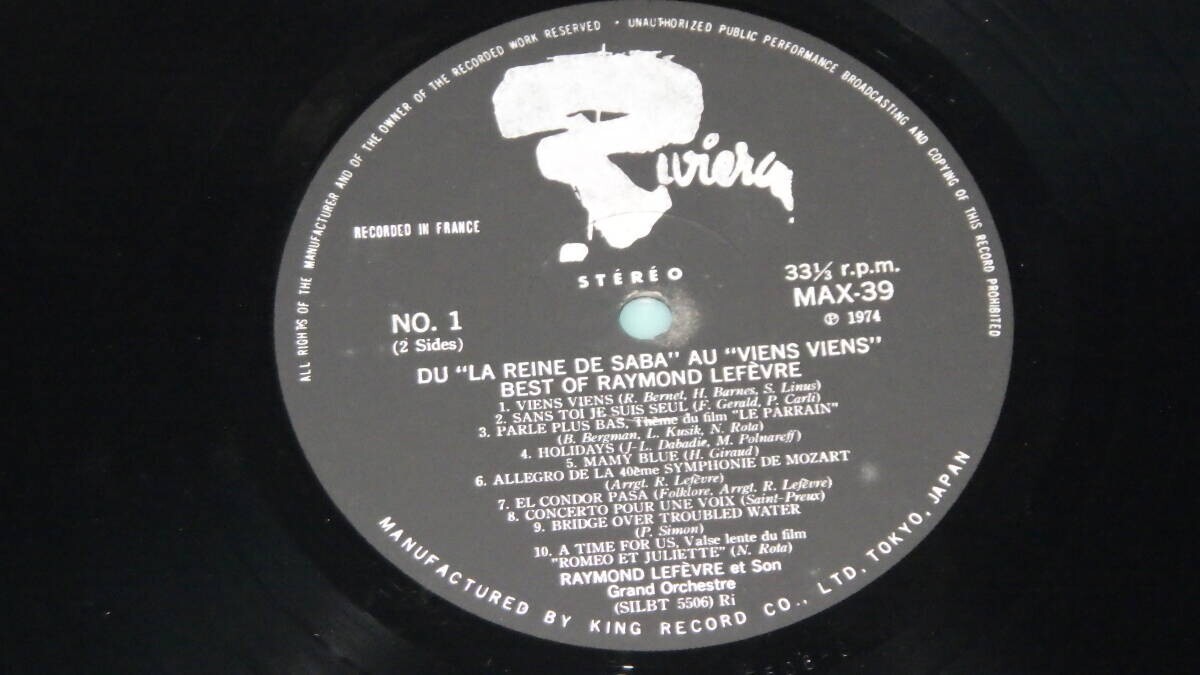 ALL RIGHTS OF THE MANUFACTURER AND OF THE OWNER OF THE RECORDED WORK RESERVED · UNAUTHORIZED PUBLIC PERFORMANCE BROADCASTING AND COPYING OF THIS RECORD PROHIBITED
Riviera
RECORDED IN FRANCE
STÉRÉO
33⅓ r.p.m.
MAX-39
℗ 1974
NO. 1
(2 Sides)
DU "LA REINE DE SABA" AU "VIENS VIENS"
BEST OF RAYMOND LEFÈVRE
1. VIENS VIENS (R. Bernet, H. Barnes, S. Linus)
2. SANS TOI JE SUIS SEUL (F. Gerald, P. Carli)
3. PARLE PLUS BAS, Thème du film "LE PARRAIN"
(B. Bergman, L. Kusik, N. Rota)
4. HOLIDAYS (J-L. Dabadie, M. Polnareff)
5. MAMY BLUE (H. Giraud)
6. ALLEGRO DE LA 40ème SYMPHONIE DE MOZART
(Arrgt. R. Lefèvre)
7. EL CONDOR PASA (Folklore, Arrgt. R. Lefèvre)
8. CONCERTO POUR UNE VOIX (Saint-Preux)
9. BRIDGE OVER TROUBLED WATER
(P. Simon)
10. A TIME FOR US, Valse lente du film
"ROMEO ET JULIETTE" (N. Rota)
RAYMOND LEFÈVRE et Son
Grand Orchestre
(SILBT 5506) Ri
MANUFACTURED BY KING RECORD CO., LTD. TOKYO, JAPAN